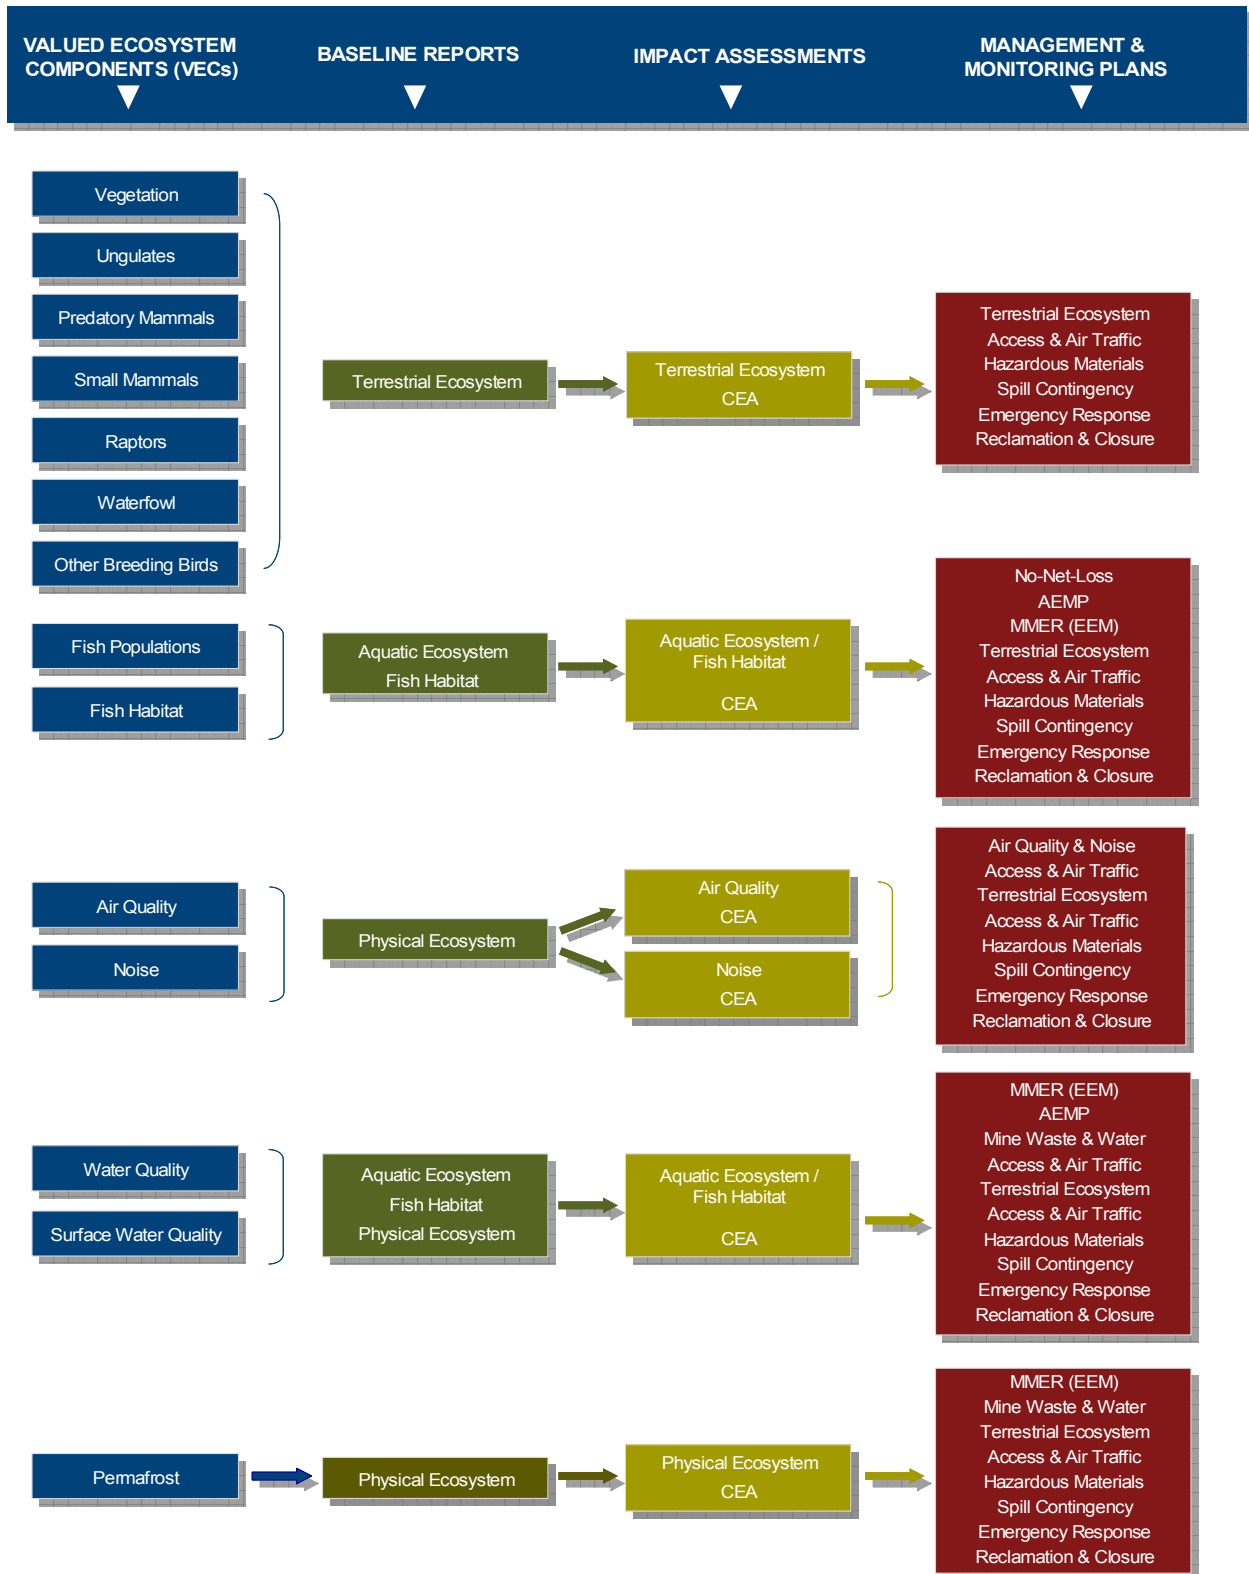 VALUED ECOSYSTEM
COMPONENTS (VECs)
BASELINE REPORTS
IMPACT ASSESSMENTS
MANAGEMENT &
MONITORING PLANS
Vegetation
Ungulates
Predatory Mammals
Small Mammals
Raptors
Waterfowl
Other Breeding Birds
Terrestrial Ecosystem
Terrestrial Ecosystem
CEA
Terrestrial Ecosystem
Access & Air Traffic
Hazardous Materials
Spill Contingency
Emergency Response
Reclamation & Closure
Fish Populations
Fish Habitat
Aquatic Ecosystem
Fish Habitat
Aquatic Ecosystem /
Fish Habitat
CEA
No-Net-Loss
AEMP
MMER (EEM)
Terrestrial Ecosystem
Access & Air Traffic
Hazardous Materials
Spill Contingency
Emergency Response
Reclamation & Closure
Air Quality
Noise
Physical Ecosystem
Air Quality
CEA
Noise
CEA
Air Quality & Noise
Access & Air Traffic
Terrestrial Ecosystem
Access & Air Traffic
Hazardous Materials
Spill Contingency
Emergency Response
Reclamation & Closure
Water Quality
Surface Water Quality
Aquatic Ecosystem
Fish Habitat
Physical Ecosystem
Aquatic Ecosystem /
Fish Habitat
CEA
MMER (EEM)
AEMP
Mine Waste & Water
Access & Air Traffic
Terrestrial Ecosystem
Access & Air Traffic
Hazardous Materials
Spill Contingency
Emergency Response
Reclamation & Closure
Permafrost
Physical Ecosystem
Physical Ecosystem
CEA
MMER (EEM)
Mine Waste & Water
Terrestrial Ecosystem
Access & Air Traffic
Hazardous Materials
Spill Contingency
Emergency Response
Reclamation & Closure